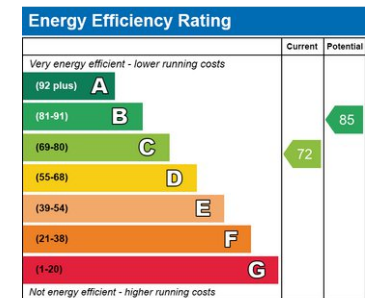 Energy Efficiency Rating
Current Potential
Very energy efficient - lower running costs
(92 plus) A
(81-91) B
85
(69-80) C
72
(55-68) D
(39-54) E
(21-38) F
(1-20) G
Not energy efficient - higher running costs